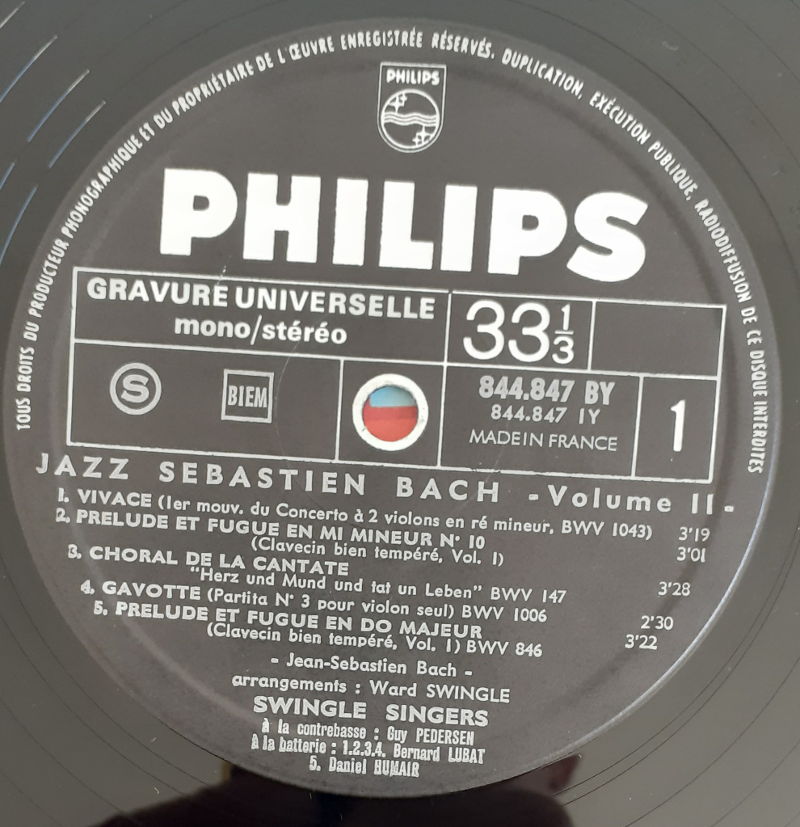 TOUS DROITS DU PRODUCTEUR PHONOGRAPHIQUE ET DU PROPRIÉTAIRE DE L'ŒUVRE ENREGISTRÉE RÉSERVÉS. DUPLICATION, EXÉCUTION PUBLIQUE, RADIODIFFUSION DE CE DISQUE INTERDITES
PHILIPS
PHILIPS
GRAVURE UNIVERSELLE
mono/stéréo
33 1/3
S
BIEM
844.847 BY
844.847 1Y
MADE IN FRANCE
1
JAZZ SEBASTIEN BACH - Volume II -
1. VIVACE (1er mouv. du Concerto à 2 violons en ré mineur, BWV 1043) 3'19
2. PRELUDE ET FUGUE EN MI MINEUR N° 10
(Clavecin bien tempéré, Vol. 1) 3'01
3. CHORAL DE LA CANTATE
"Herz und Mund und tat un Leben" BWV 147 3'28
4. GAVOTTE (Partita N° 3 pour violon seul) BWV 1006 2'30
5. PRELUDE ET FUGUE EN DO MAJEUR
(Clavecin bien tempéré, Vol. 1) BWV 846 3'22
- Jean-Sebastien Bach -
arrangements : Ward SWINGLE
SWINGLE SINGERS
à la contrebasse : Guy PEDERSEN
à la batterie : 1.2.3.4. Bernard LUBAT
5. Daniel HUMAIR